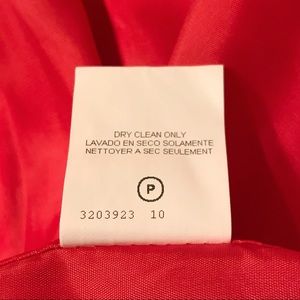 DRY CLEAN ONLY
LAVADO EN SECO SOLAMENTE
NETTOYER A SEC SEULEMENT
P
3203923 10